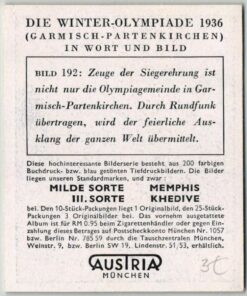 DIE WINTER-OLYMPIADE 1936
(GARMISCH-PARTENKIRCHEN)
IN WORT UND BILD
BILD 192: Zeuge der Siegerehrung ist
nicht nur die Olympiagemeinde in Gar-
misch-Partenkirchen. Durch Rundfunk
übertragen, wird der feierliche Aus-
klang der ganzen Welt übermittelt.
Diese hochinteressante Bilderserie besteht aus 200 farbigen
Buchdruck- bzw. blau getönten Tiefdruckbildern. Die Bilder
liegen unseren Standardmarken, und zwar:
MILDE SORTE MEMPHIS
III. SORTE KHEDIVE
bei. Den 10-Stück-Packungen liegt 1 Originalbild, den 25-Stück-
Packungen 3 Originalbilder bei. Das vornehm ausgestattete
Album ist für RM 0.95 beim Zigarettenhändler oder gegen Ein-
zahlung dieses Betrages auf Postscheckkonto München Nr. 1057
bzw. Berlin Nr. 785 59 durch die Tauschzentralen München,
Weinstr. 9, bzw. Berlin SW 19, Lindenstr. 51/53, erhältlich.
AUSTRIA
MÜNCHEN